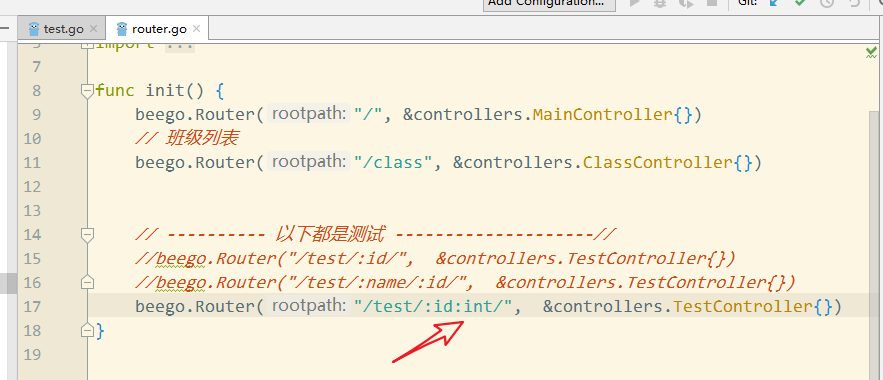 Add Configuration...
Git:
test.go
router.go
5 import ...
7
8 func init() {
9 beego.Router( rootpath: "/", &controllers.MainController{})
10 // 班级列表
11 beego.Router( rootpath: "/class", &controllers.ClassController{})
12
13
14 // ---------- 以下都是测试 --------------------//
15 //beego.Router("/test/:id/", &controllers.TestController{})
16 //beego.Router("/test/:name/:id/", &controllers.TestController{})
17 beego.Router( rootpath: "/test/:id:int/", &controllers.TestController{})
18 }
19